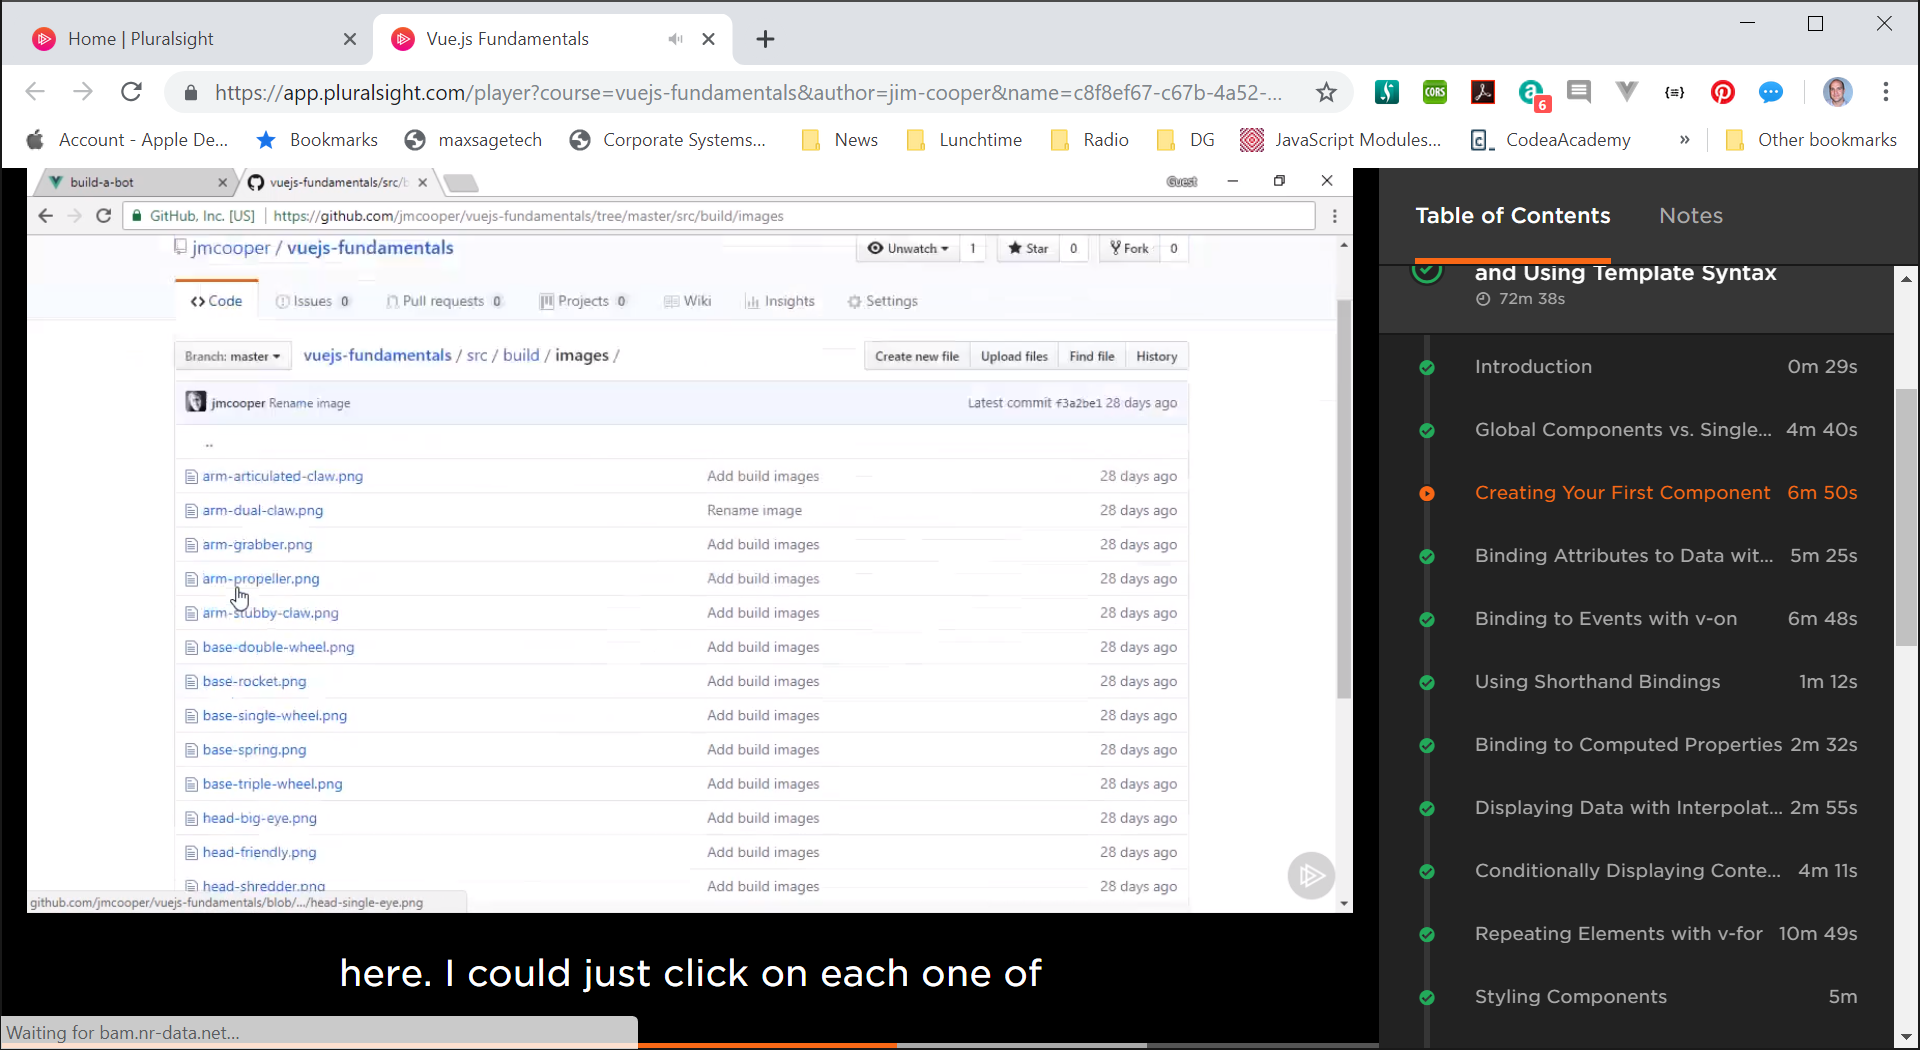 Home | Pluralsight
Vue.js Fundamentals
https://app.pluralsight.com/player?course=vuejs-fundamentals&author=jim-cooper&name=c8f8ef67-c67b-4a52-...
CORS
6
Account - Apple De...
Bookmarks
maxsagetech
Corporate Systems...
News
Lunchtime
Radio
DG
JavaScript Modules...
CodeaAcademy
»
Other bookmarks
build-a-bot
vuejs-fundamentals/src/b
Guest
GitHub, Inc. [US] https://github.com/jmcooper/vuejs-fundamentals/tree/master/src/build/images
jmcooper / vuejs-fundamentals
Unwatch 1
Star 0
Fork 0
<> Code
Issues 0
Pull requests 0
Projects 0
Wiki
Insights
Settings
Branch: master
vuejs-fundamentals / src / build / images /
Create new file
Upload files
Find file
History
jmcooper Rename image
Latest commit f3a2be1 28 days ago
..
arm-articulated-claw.png Add build images 28 days ago
arm-dual-claw.png Rename image 28 days ago
arm-grabber.png Add build images 28 days ago
arm-propeller.png Add build images 28 days ago
arm-stubby-claw.png Add build images 28 days ago
base-double-wheel.png Add build images 28 days ago
base-rocket.png Add build images 28 days ago
base-single-wheel.png Add build images 28 days ago
base-spring.png Add build images 28 days ago
base-triple-wheel.png Add build images 28 days ago
head-big-eye.png Add build images 28 days ago
head-friendly.png Add build images 28 days ago
head-shredder.png Add build images 28 days ago
github.com/jmcooper/vuejs-fundamentals/blob/.../head-single-eye.png
here. I could just click on each one of
Waiting for bam.nr-data.net...
Table of Contents
Notes
and Using Template Syntax
72m 38s
Introduction 0m 29s
Global Components vs. Single... 4m 40s
Creating Your First Component 6m 50s
Binding Attributes to Data wit... 5m 25s
Binding to Events with v-on 6m 48s
Using Shorthand Bindings 1m 12s
Binding to Computed Properties 2m 32s
Displaying Data with Interpolat... 2m 55s
Conditionally Displaying Conte... 4m 11s
Repeating Elements with v-for 10m 49s
Styling Components 5m